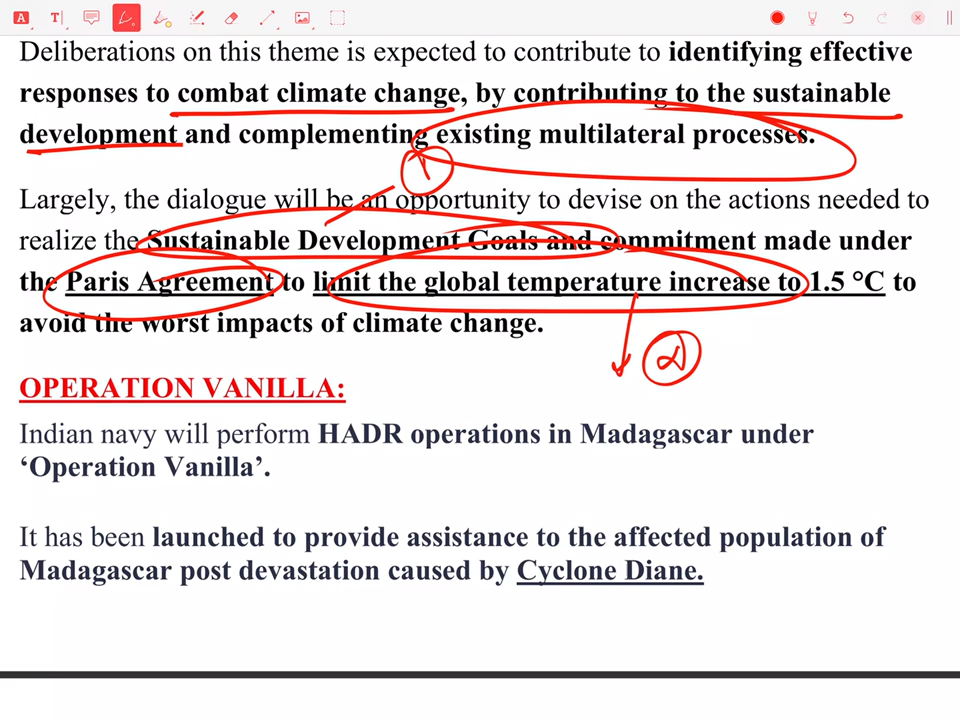 Deliberations on this theme is expected to contribute to identifying effective
responses to combat climate change, by contributing to the sustainable
development and complementing existing multilateral processes.
Largely, the dialogue will be an opportunity to devise on the actions needed to
realize the Sustainable Development Goals and commitment made under
the Paris Agreement to limit the global temperature increase to 1.5 °C to
avoid the worst impacts of climate change.
OPERATION VANILLA:
Indian navy will perform HADR operations in Madagascar under
‘Operation Vanilla’.
It has been launched to provide assistance to the affected population of
Madagascar post devastation caused by Cyclone Diane.